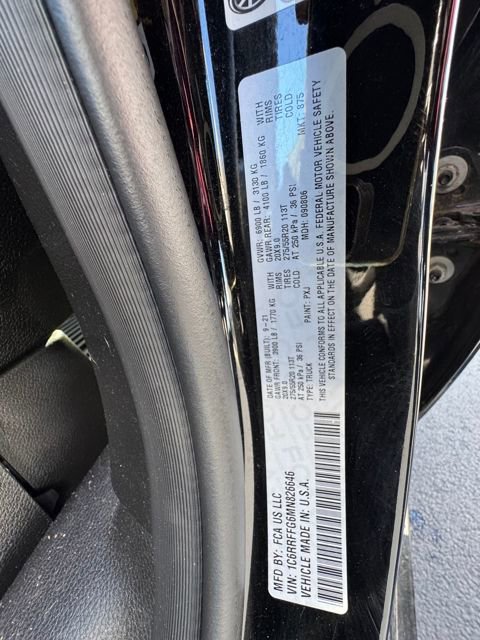 MFD BY: FCA US LLC
VIN: 1C6RRFFG6MN826646
VEHICLE MADE IN: U.S.A.
DATE OF MFR (BUILT): 9-21 GVWR: 6900 LB / 3130 KG
GAWR FRONT: 3900 LB / 1770 KG WITH GAWR REAR: 4100 LB / 1860 KG WITH
20X9.0 RIMS 20X9.0 RIMS
275/55R20 113T TIRES 275/55R20 113T TIRES
AT 250 kPa / 36 PSI COLD AT 250 kPa / 36 PSI COLD
TYPE: TRUCK PAINT: PXJ MDH: 090806 MKT: 875
THIS VEHICLE CONFORMS TO ALL APPLICABLE U.S.A. FEDERAL MOTOR VEHICLE SAFETY
STANDARDS IN EFFECT ON THE DATE OF MANUFACTURE SHOWN ABOVE.